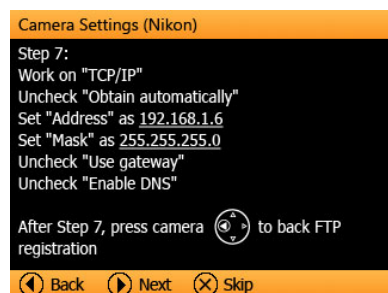 Camera Settings (Nikon)
Step 7:
Work on "TCP/IP"
Uncheck "Obtain automatically"
Set "Address" as 192.168.1.6
Set "Mask" as 255.255.255.0
Uncheck "Use gateway"
Uncheck "Enable DNS"
After Step 7, press camera to back FTP
registration
Back Next Skip